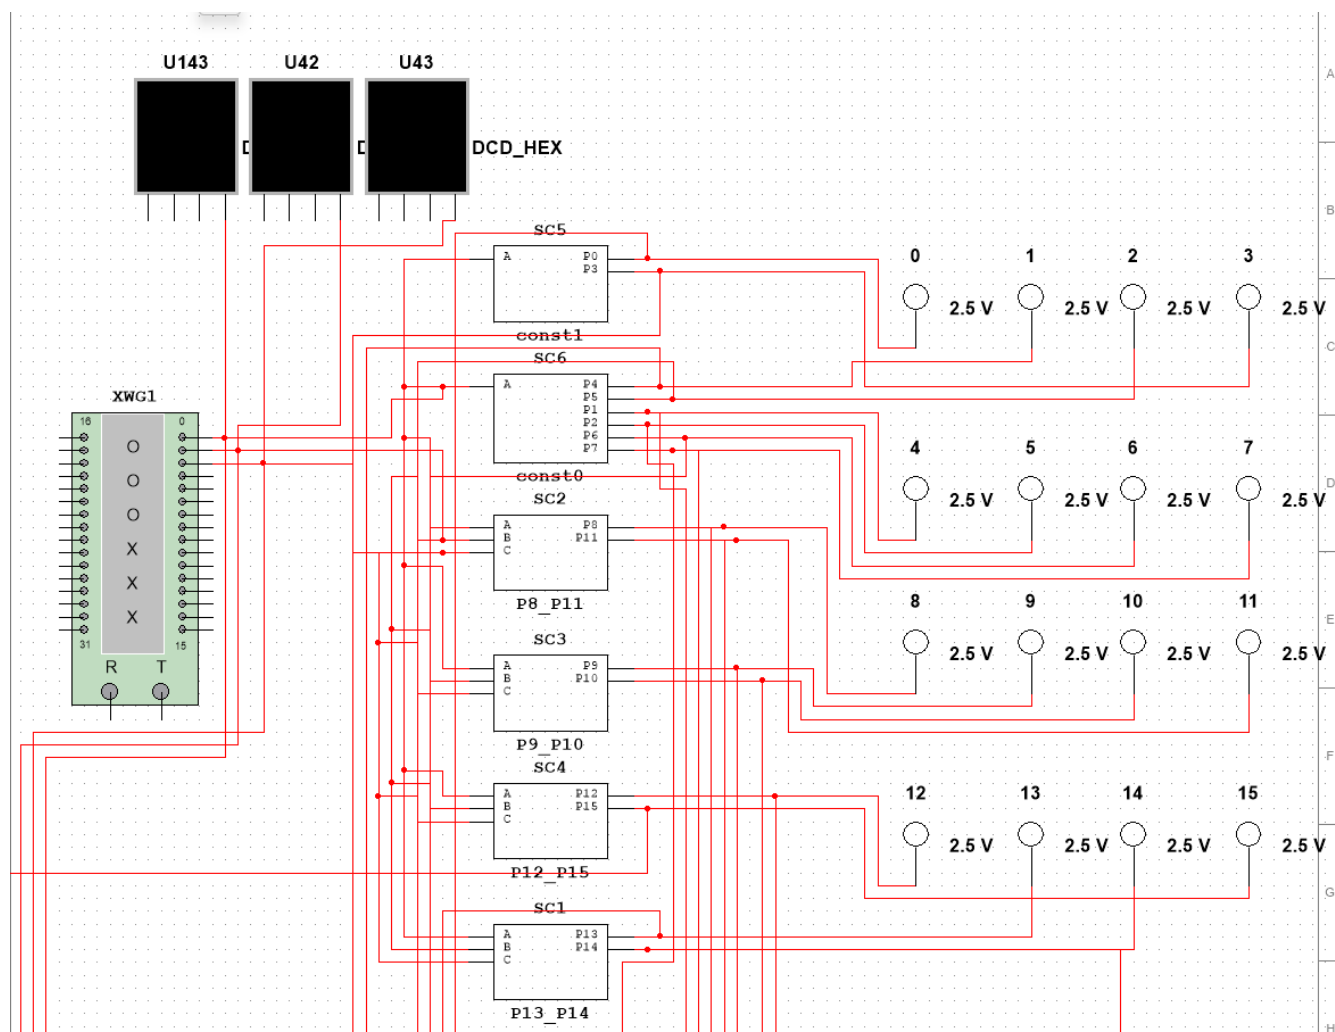 U143 U42 U43
A
D D DCD_HEX
B
SC5
A P0
P3
0 1 2 3
2.5 V 2.5 V 2.5 V 2.5 V
const1
C
SC6
A P4
P5
P1
P2
P6
P7
const0
XWG1
16 0
O
O
O
X
X
X
31 15
R T
4 5 6 7
D
2.5 V 2.5 V 2.5 V 2.5 V
SC2
A P8
B P11
C
P8_P11
8 9 10 11
E
2.5 V 2.5 V 2.5 V 2.5 V
SC3
A P9
B P10
C
P9_P10
F
SC4
A P12
B P15
C
P12_P15
12 13 14 15
2.5 V 2.5 V 2.5 V 2.5 V
G
SC1
A P13
B P14
C
P13_P14
H